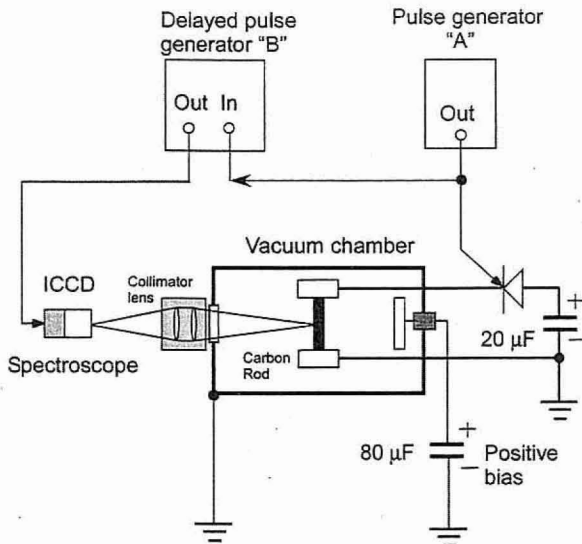 Delayed pulse
generator “B”
Pulse generator
“A”
Out In
Out
Vacuum chamber
ICCD
Collimator
lens
Spectroscope
Carbon
Rod
20 µF
+
−
80 µF
+
−
Positive
bias